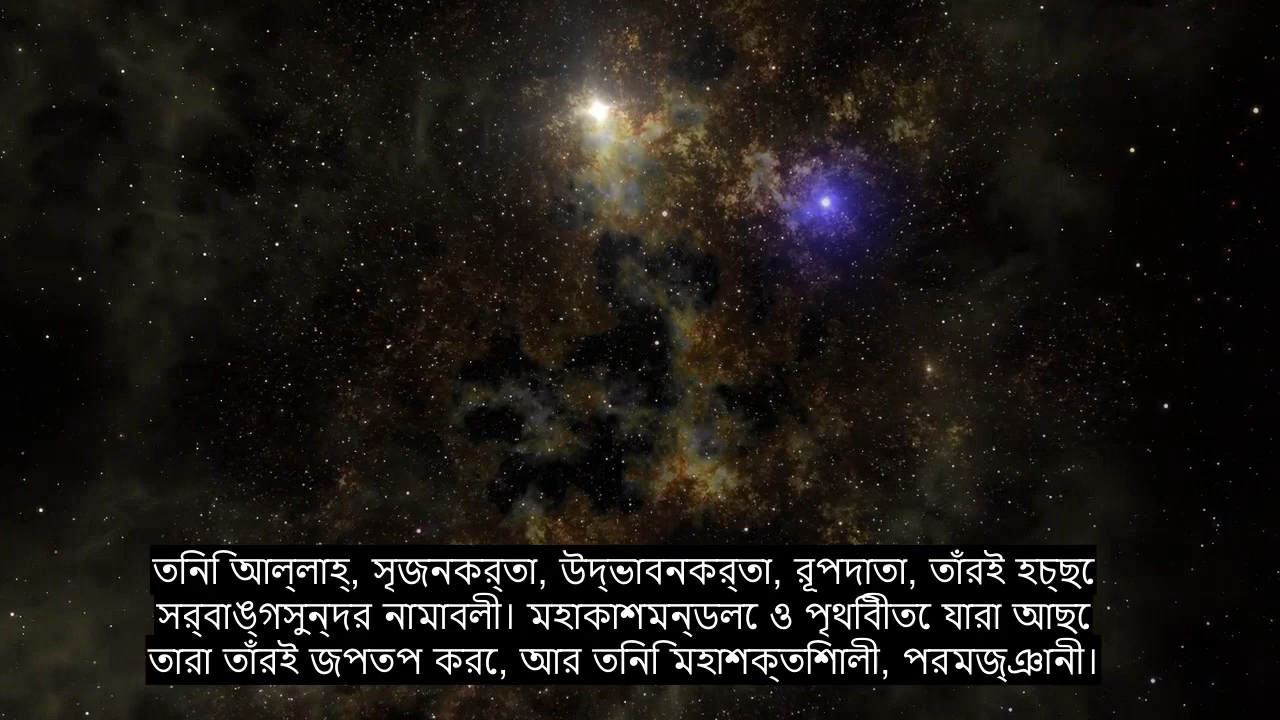 তিনি আল্লাহ্, সৃজনকর্তা, উদ্ভাবনকর্তা, রূপদাতা, তাঁরই হচ্ছে
সর্বাঙ্গসুন্দর নামাবলী। মহাকাশমন্ডলে ও পৃথিবীতে যারা আছে
তারা তাঁরই জপতপ করে, আর তিনি মহাশক্তিশালী, পরমজ্ঞানী।